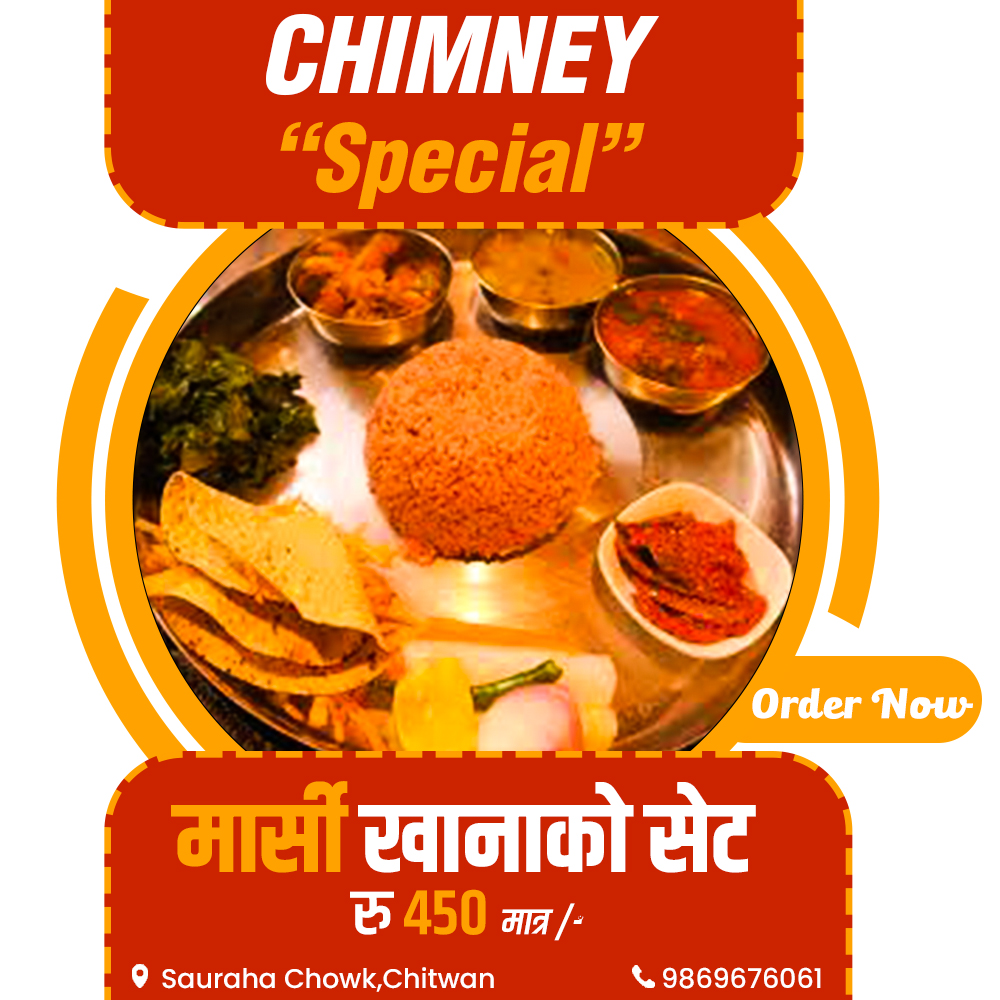 CHIMNEY
“Special”
Order Now
मार्सी खानाको सेट
रु 450 मात्र /-
Sauraha Chowk,Chitwan
9869676061